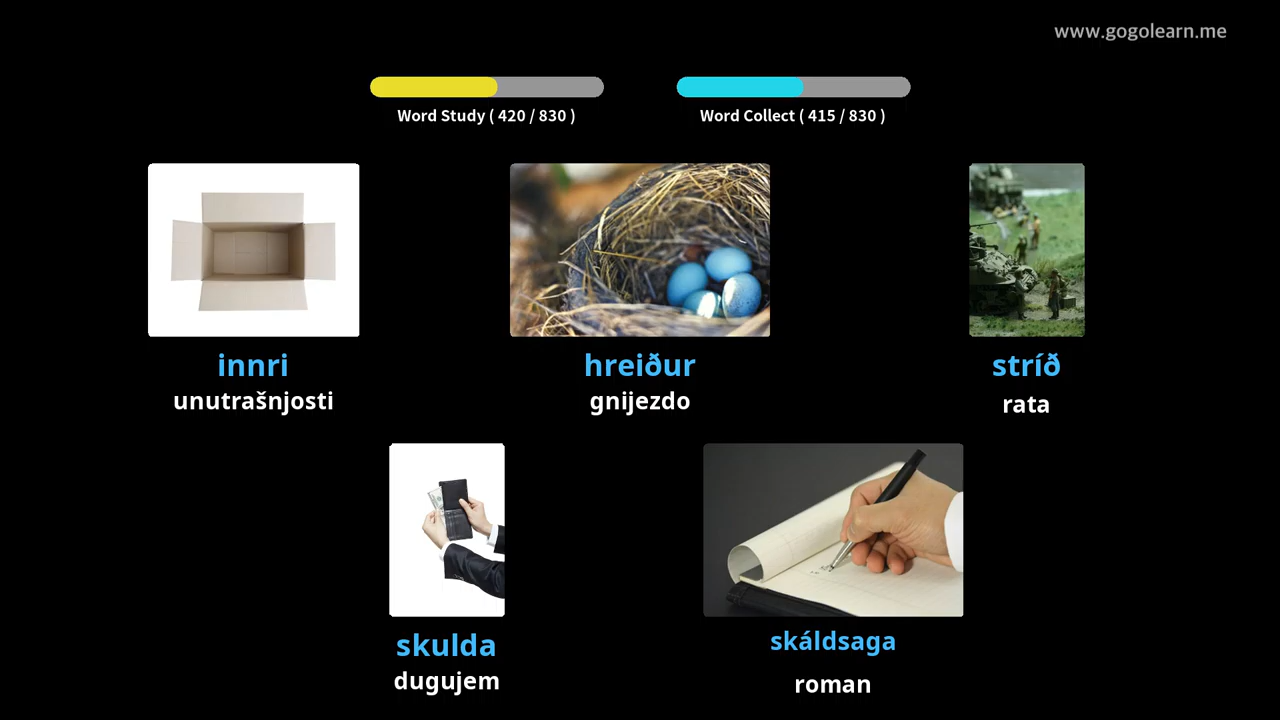 www.gogolearn.me
Word Study ( 420 / 830 )
Word Collect ( 415 / 830 )
innri
unutrašnjosti
hreiður
gnijezdo
stríð
rata
skulda
dugujem
skáldsaga
roman